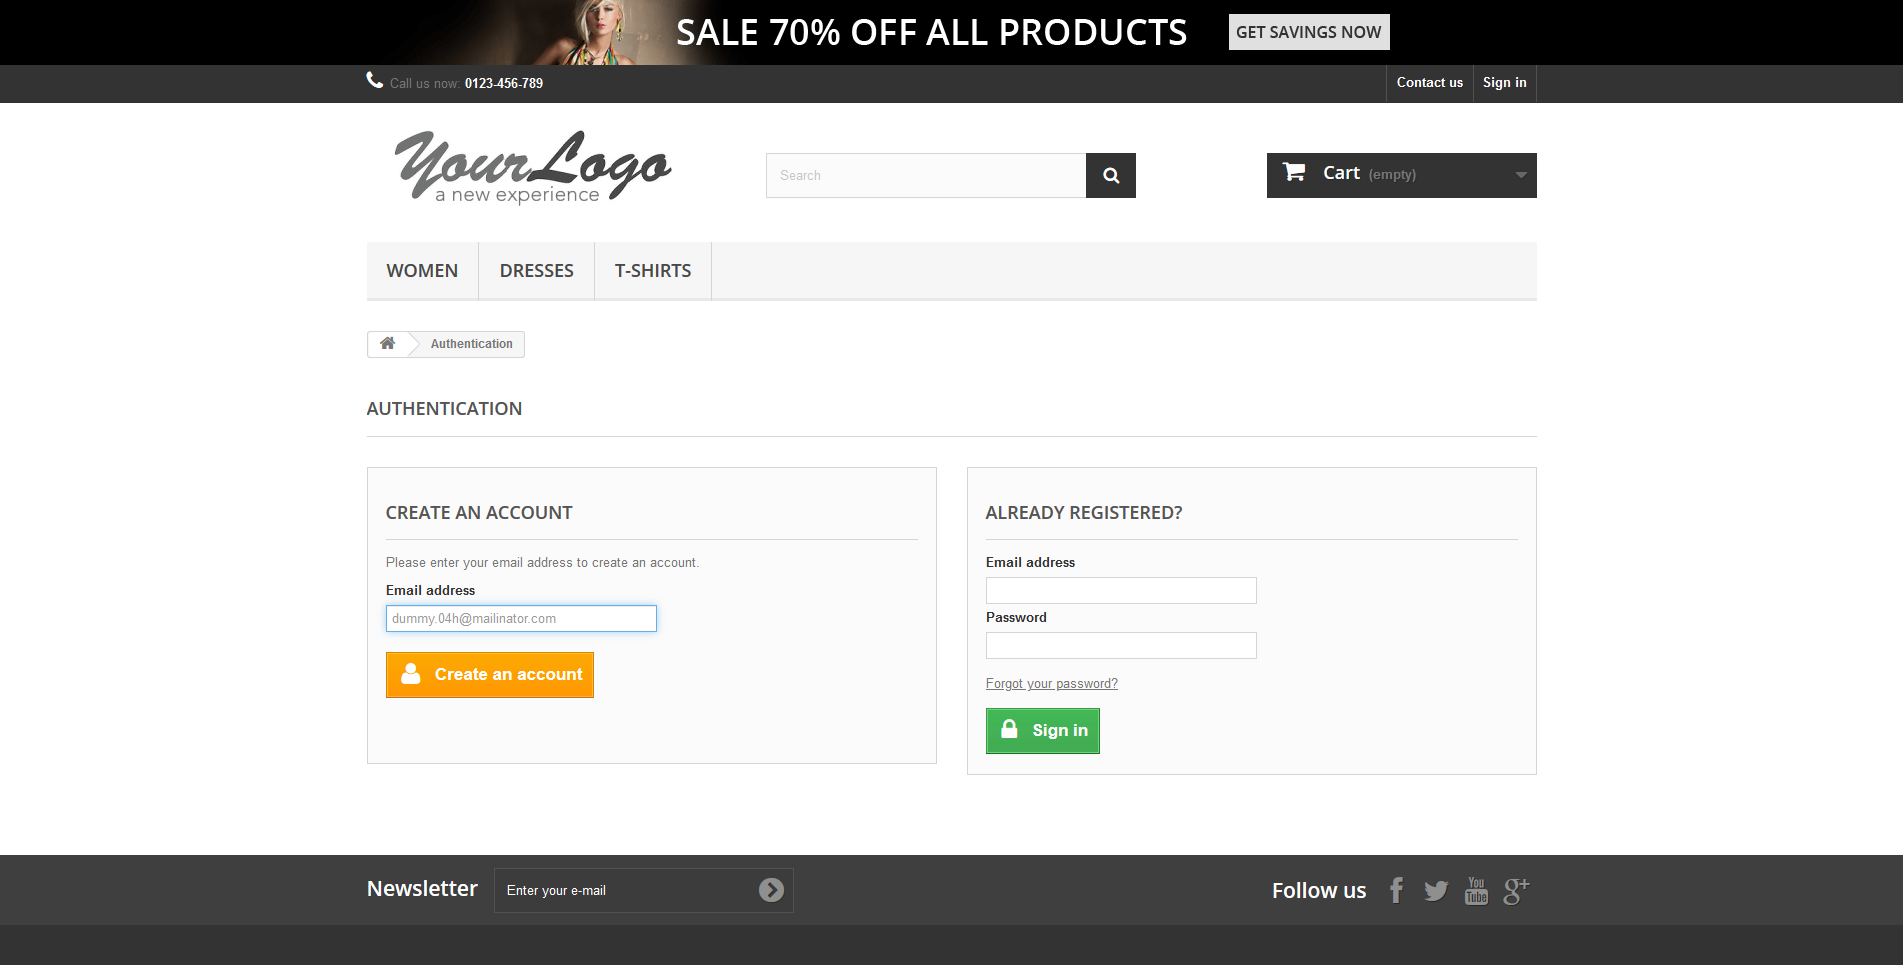 SALE 70% OFF ALL PRODUCTS GET SAVINGS NOW
Call us now: 0123-456-789 Contact us Sign in
YourLogo
a new experience
Search
Cart (empty)
WOMEN DRESSES T-SHIRTS
Authentication
AUTHENTICATION
CREATE AN ACCOUNT
Please enter your email address to create an account.
Email address
dummy.04h@mailinator.com
Create an account
ALREADY REGISTERED?
Email address
Password
Forgot your password?
Sign in
Newsletter Enter your e-mail
Follow us f You Tube g+